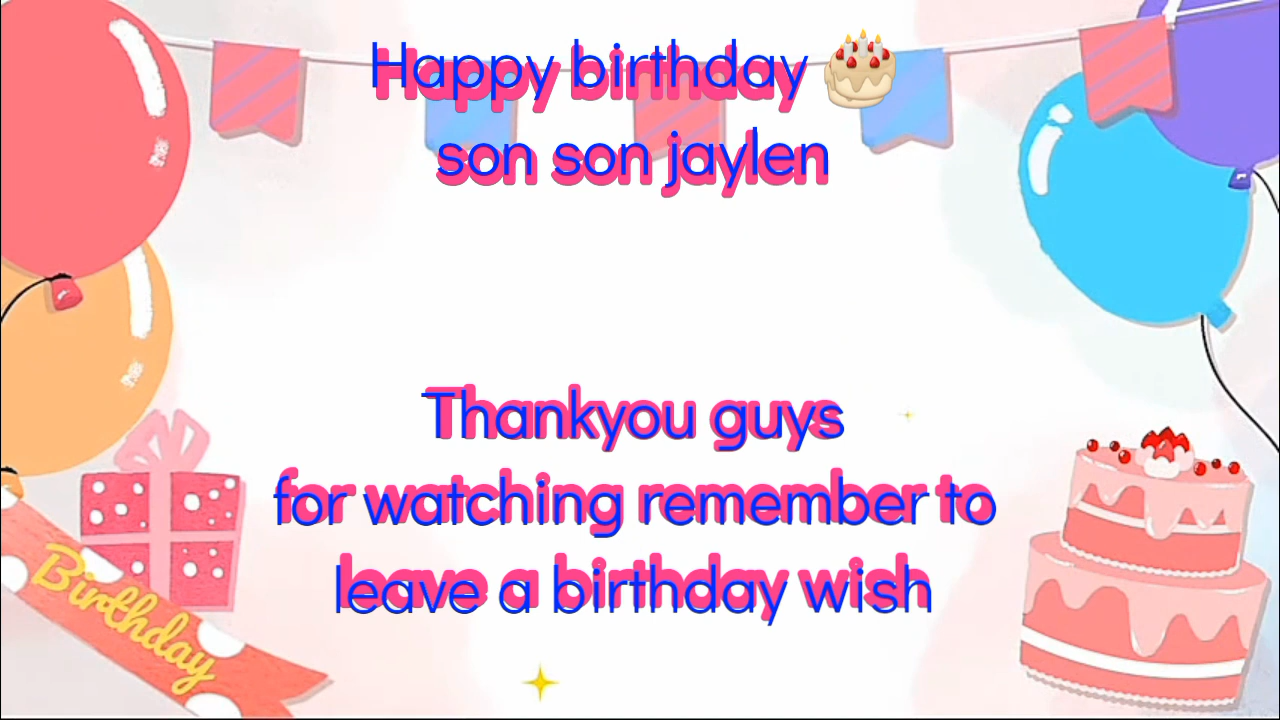 Happy birthday 🎂
son son jaylen
Thankyou guys
for watching remember to
leave a birthday wish
Birthday